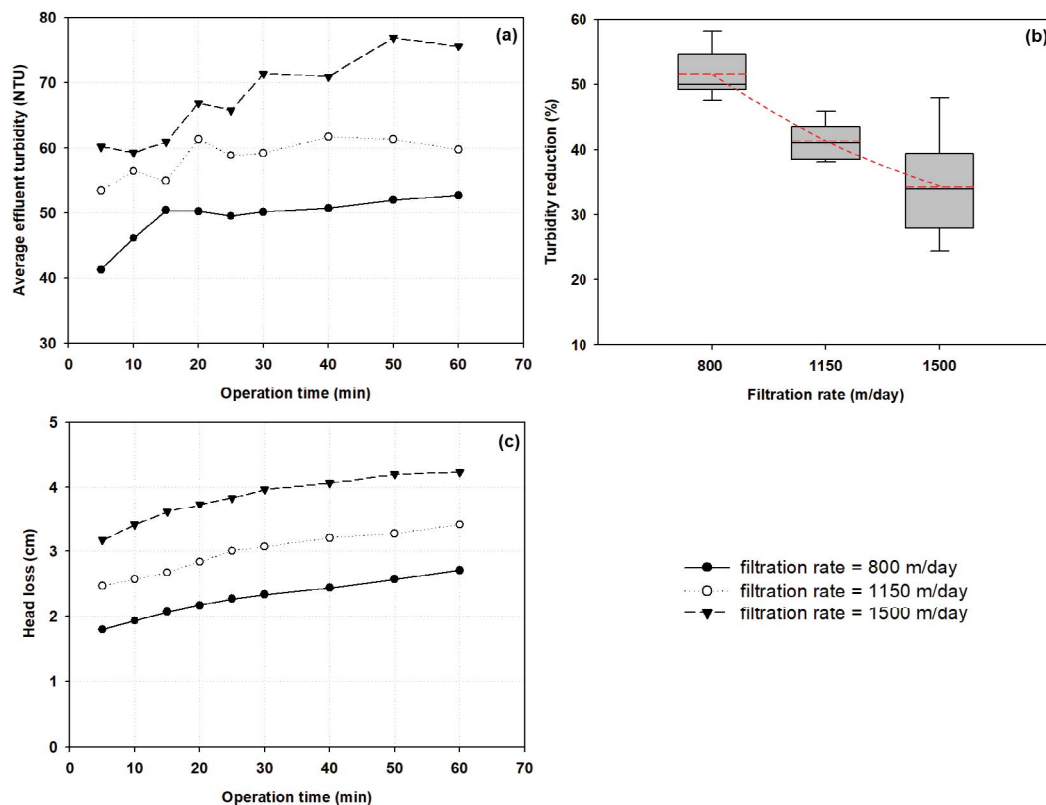 80
70
60
50
40
30
Average effluent turbidity (NTU)
(a)
0 10 20 30 40 50 60 70
Operation time (min)
60
50
40
30
20
10
Turbidity reduction (%)
(b)
800 1150 1500
Filtration rate (m/day)
5
4
3
2
1
0
Head loss (cm)
(c)
0 10 20 30 40 50 60 70
Operation time (min)
filtration rate = 800 m/day
filtration rate = 1150 m/day
filtration rate = 1500 m/day